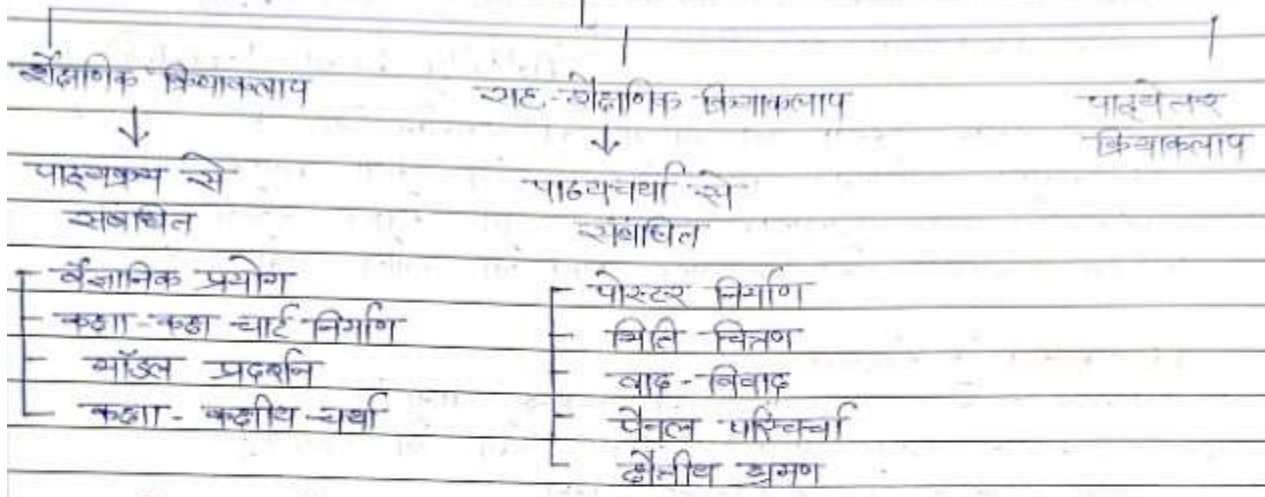 शैक्षणिक क्रियाकलाप
सह-शैक्षणिक क्रियाकलाप
पाठ्येत्तर
क्रियाकलाप
पाठ्यक्रम से
संबंधित
पाठ्यचर्या से
संबंधित
वैज्ञानिक प्रयोग
कक्षा-कक्ष चार्ट निर्माण
मॉडल प्रदर्शन
कक्षा-कक्षीय चर्चा
पोस्टर निर्माण
भित्ति चित्रण
वाद-विवाद
पैनल परिचर्चा
क्षेत्रीय भ्रमण